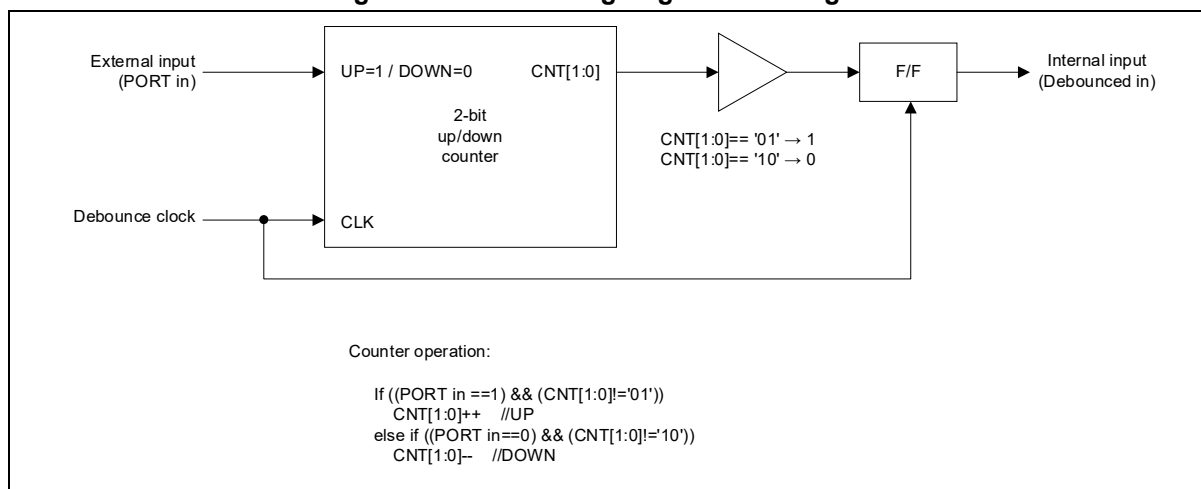 External input
(PORT in)
UP=1 / DOWN=0
CNT[1:0]
2-bit
up/down
counter
F/F
Internal input
(Debounced in)
CNT[1:0]== '01' → 1
CNT[1:0]== '10' → 0
Debounce clock
CLK
Counter operation:
If ((PORT in ==1) && (CNT[1:0]!='01'))
CNT[1:0]++ //UP
else if ((PORT in==0) && (CNT[1:0]!='10'))
CNT[1:0]-- //DOWN